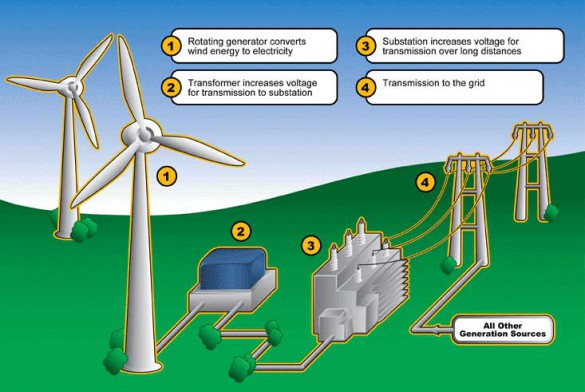 1 Rotating generator converts
wind energy to electricity
2 Transformer increases voltage
for transmission to substation
3 Substation increases voltage for
transmission over long distances
4 Transmission to the grid
1
2
3
4
All Other
Generation Sources